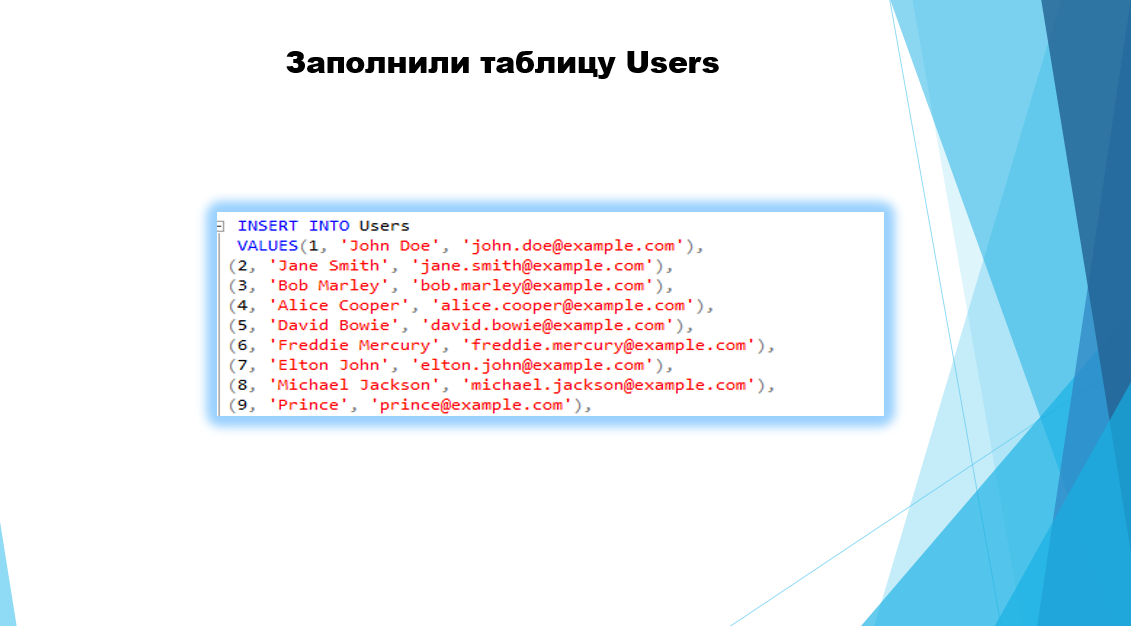 Заполнили таблицу Users
INSERT INTO Users
VALUES(1, 'John Doe', 'john.doe@example.com'),
(2, 'Jane Smith', 'jane.smith@example.com'),
(3, 'Bob Marley', 'bob.marley@example.com'),
(4, 'Alice Cooper', 'alice.cooper@example.com'),
(5, 'David Bowie', 'david.bowie@example.com'),
(6, 'Freddie Mercury', 'freddie.mercury@example.com'),
(7, 'Elton John', 'elton.john@example.com'),
(8, 'Michael Jackson', 'michael.jackson@example.com'),
(9, 'Prince', 'prince@example.com'),